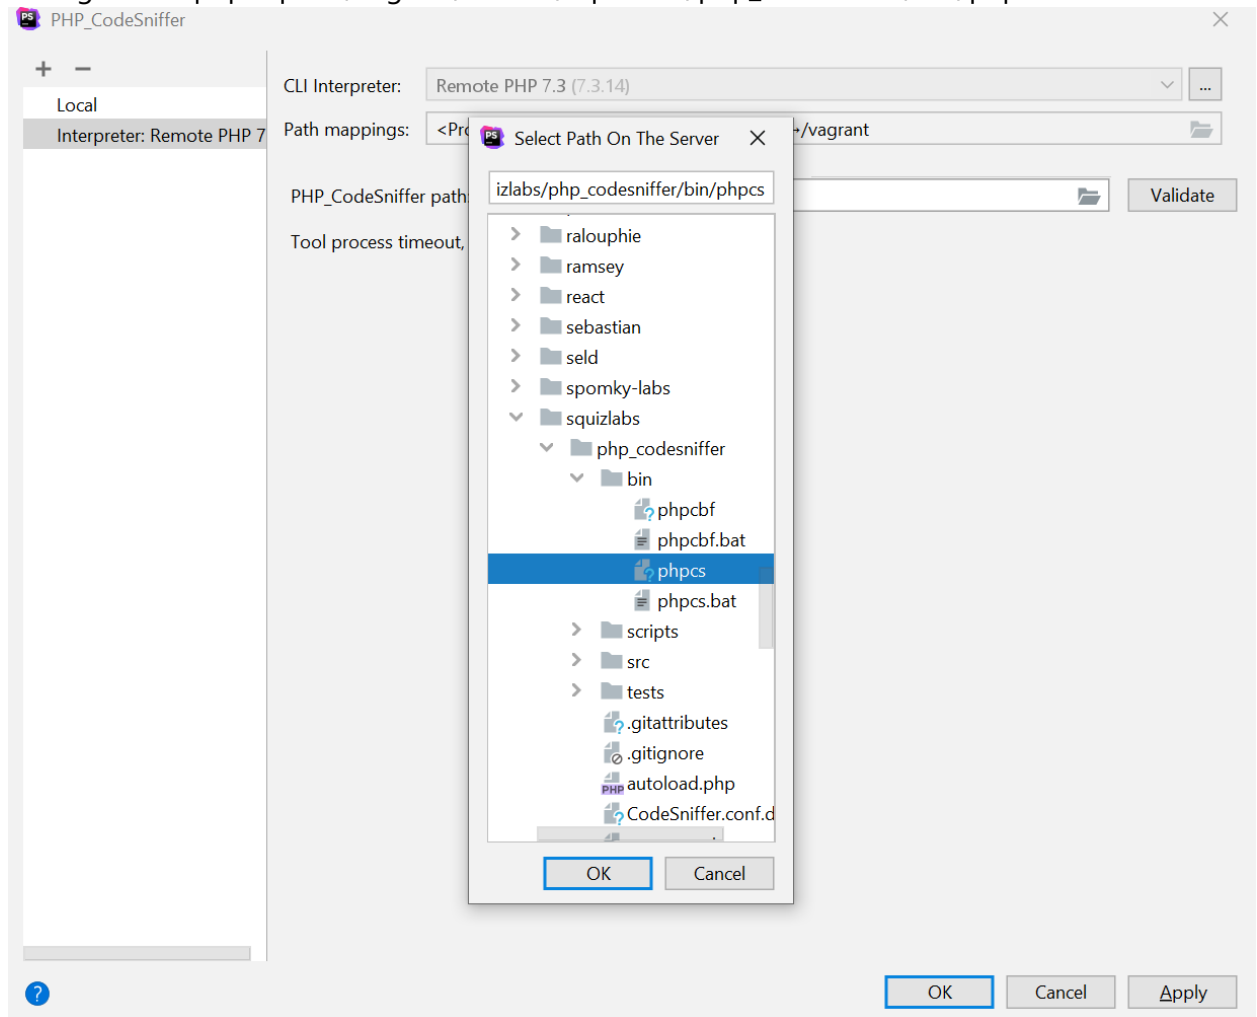 PHP_CodeSniffer
Local
Interpreter: Remote PHP 7
CLI Interpreter: Remote PHP 7.3 (7.3.14) ...
Path mappings: <Pro →/vagrant
PHP_CodeSniffer path: Validate
Tool process timeout,
Select Path On The Server
izlabs/php_codesniffer/bin/phpcs
ralouphie
ramsey
react
sebastian
seld
spomky-labs
squizlabs
php_codesniffer
bin
phpcbf
phpcbf.bat
phpcs
phpcs.bat
scripts
src
tests
.gitattributes
.gitignore
autoload.php
CodeSniffer.conf.d
OK Cancel
OK Cancel Apply